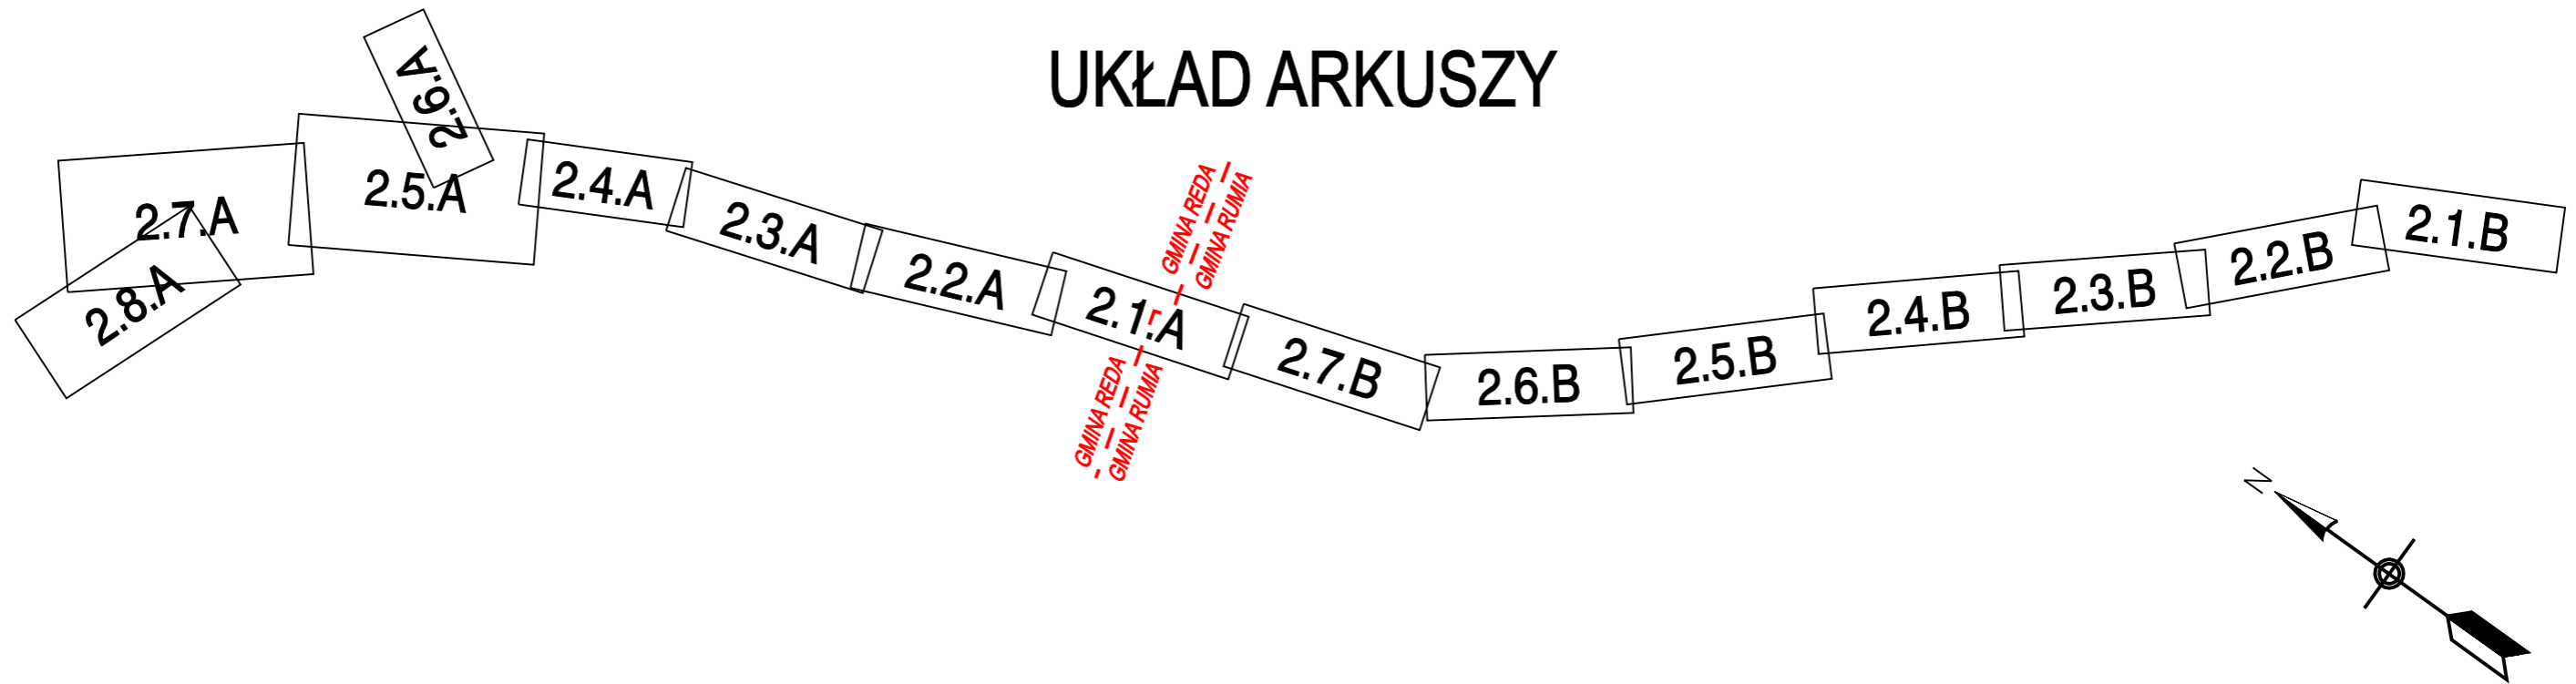 UKŁAD ARKUSZY
2.6.A
2.7.A
2.5.A
2.4.A
2.8.A
2.3.A
2.2.A
2.1.A
GMINA REDA
GMINA RUMIA
GMINA REDA
GMINA RUMIA
2.7.B
2.6.B
2.5.B
2.4.B
2.3.B
2.2.B
2.1.B
N